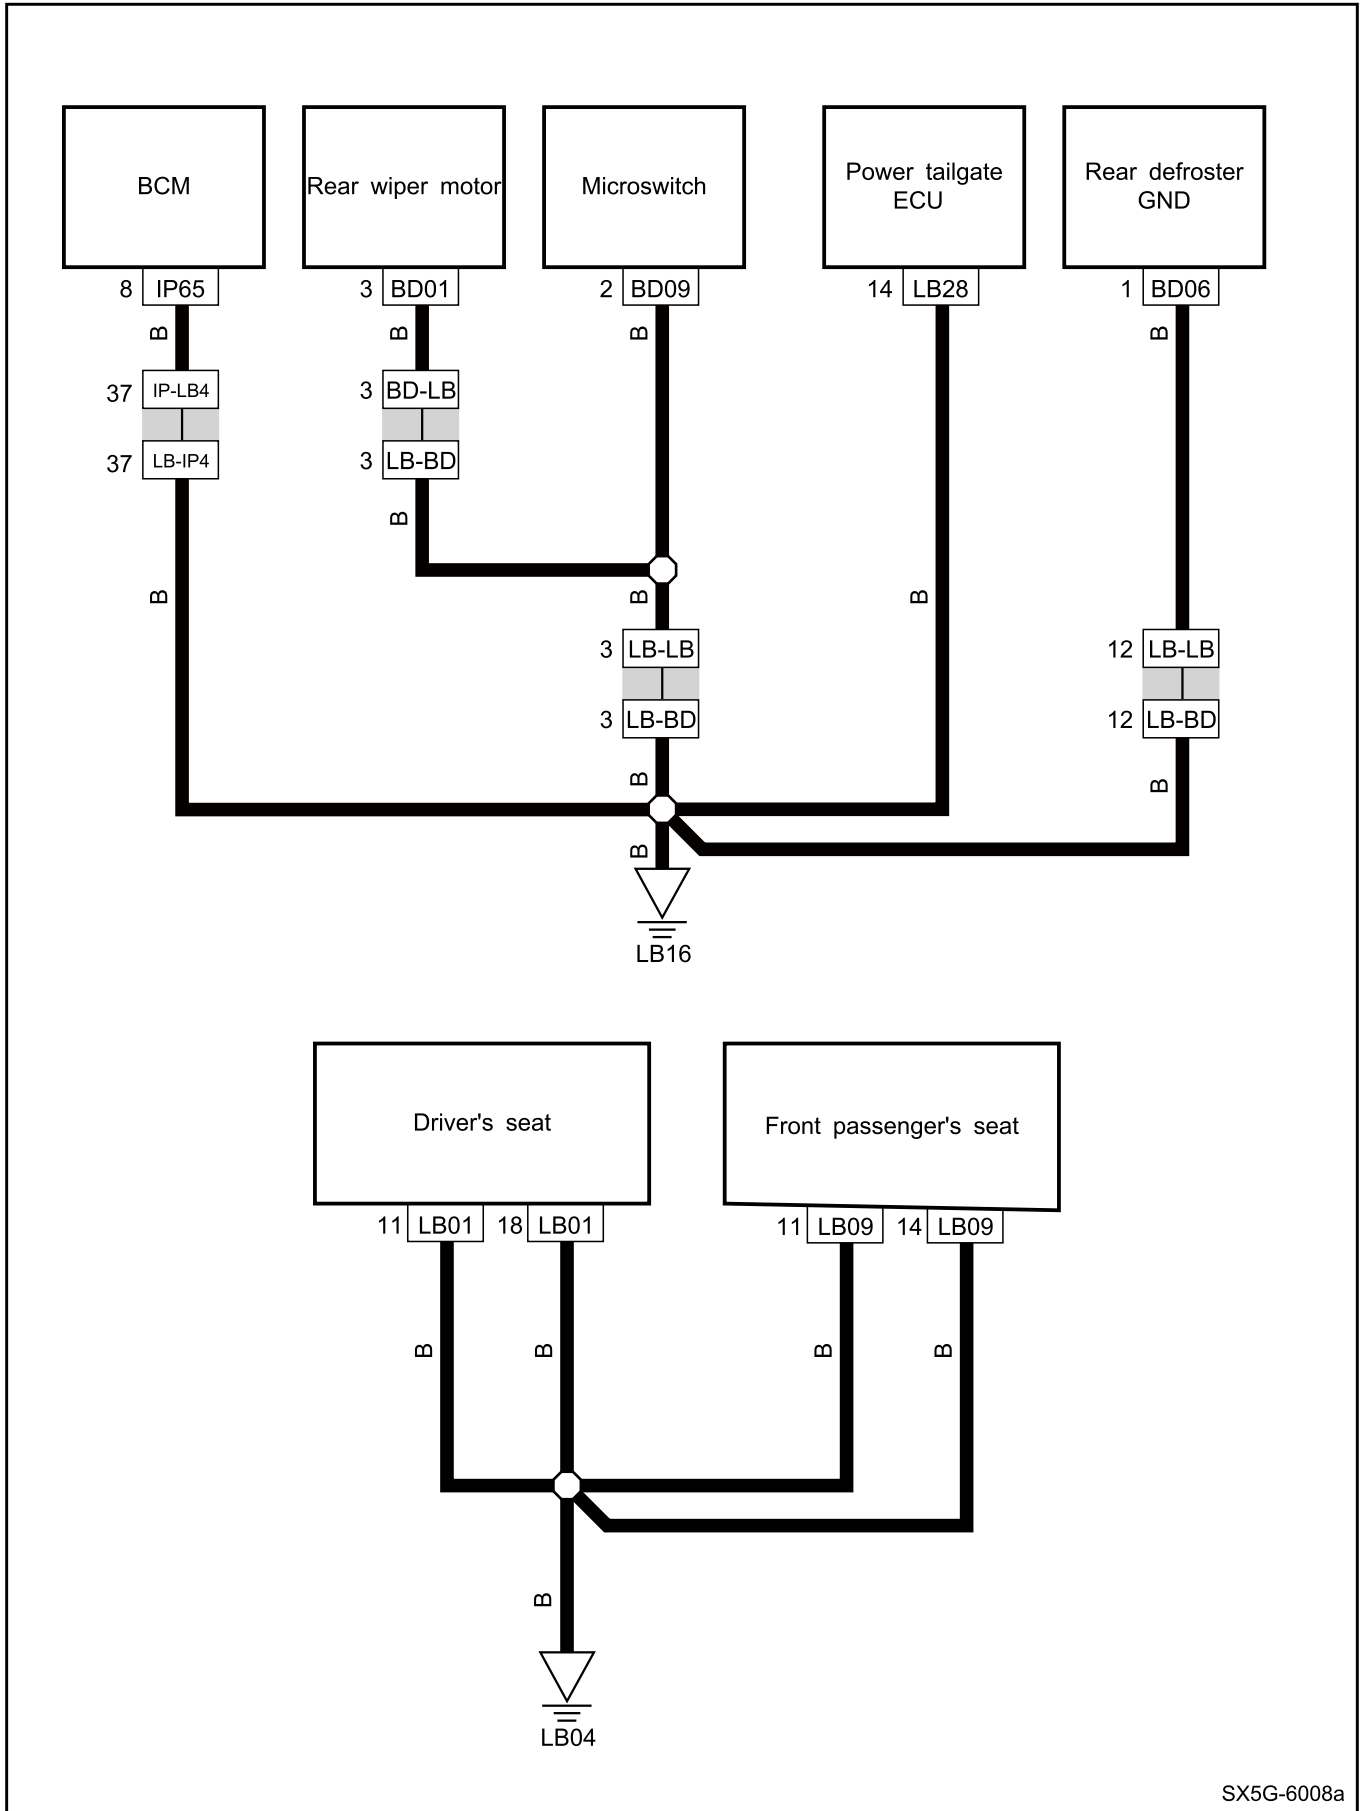 BCM
Rear wiper motor
Microswitch
Power tailgate
ECU
Rear defroster
GND
8 IP65
3 BD01
2 BD09
14 LB28
1 BD06
B
B
B
B
37 IP-LB4
3 BD-LB
37 LB-IP4
3 LB-BD
B
B
B
B
3 LB-LB
12 LB-LB
3 LB-BD
12 LB-BD
B
B
B
LB16
Driver's seat
Front passenger's seat
11 LB01
18 LB01
11 LB09
14 LB09
B
B
B
B
B
LB04
SX5G-6008a